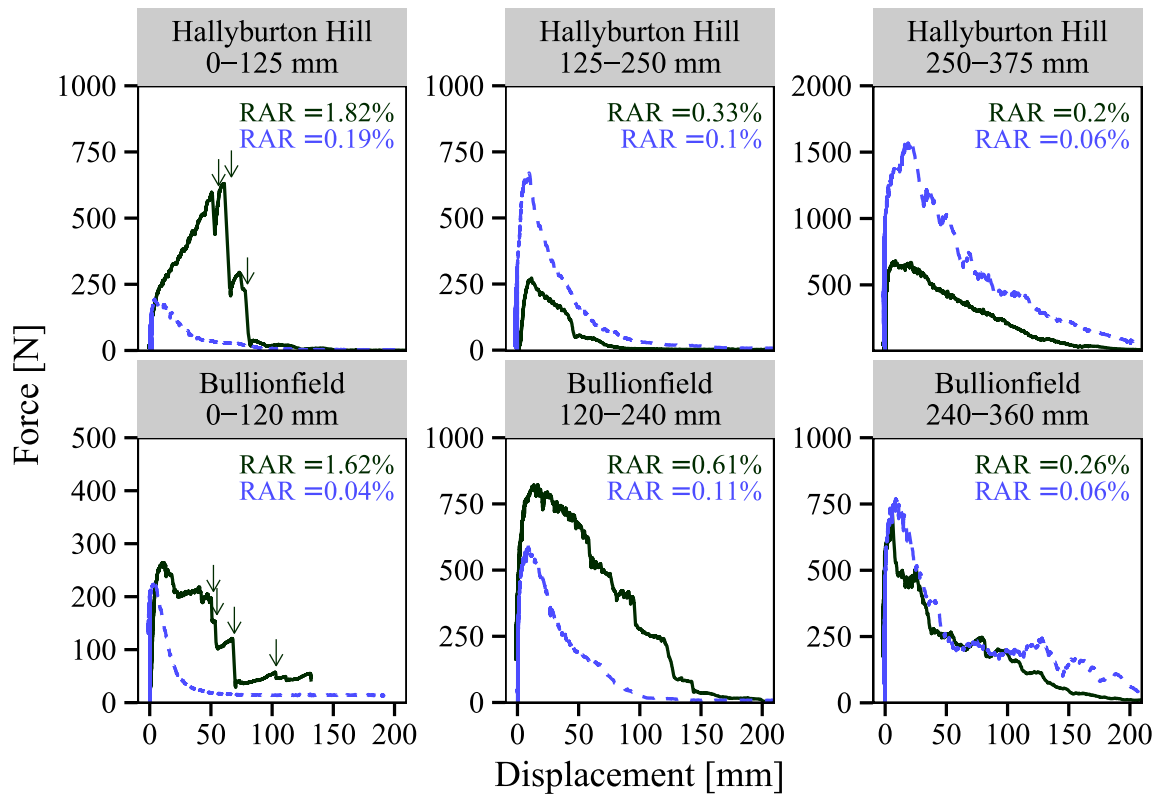 Hallyburton Hill
0−125 mm
Hallyburton Hill
125−250 mm
Hallyburton Hill
250−375 mm
1000
750
500
250
0
RAR =1.82%
RAR =0.19%
1000
750
500
250
0
RAR =0.33%
RAR =0.1%
2000
1500
1000
500
RAR =0.2%
RAR =0.06%
Force [N]
Bullionfield
0−120 mm
Bullionfield
120−240 mm
Bullionfield
240−360 mm
500
400
300
200
100
0
RAR =1.62%
RAR =0.04%
1000
750
500
250
0
RAR =0.61%
RAR =0.11%
1000
750
500
250
0
RAR =0.26%
RAR =0.06%
0 50 100 150 200
0 50 100 150 200
0 50 100 150 200
Displacement [mm]